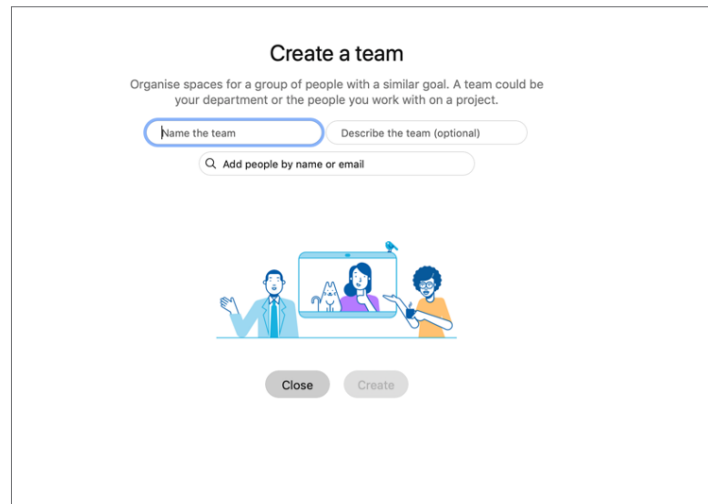 Create a team
Organise spaces for a group of people with a similar goal. A team could be
your department or the people you work with on a project.
Name the team
Describe the team (optional)
Add people by name or email
Close
Create